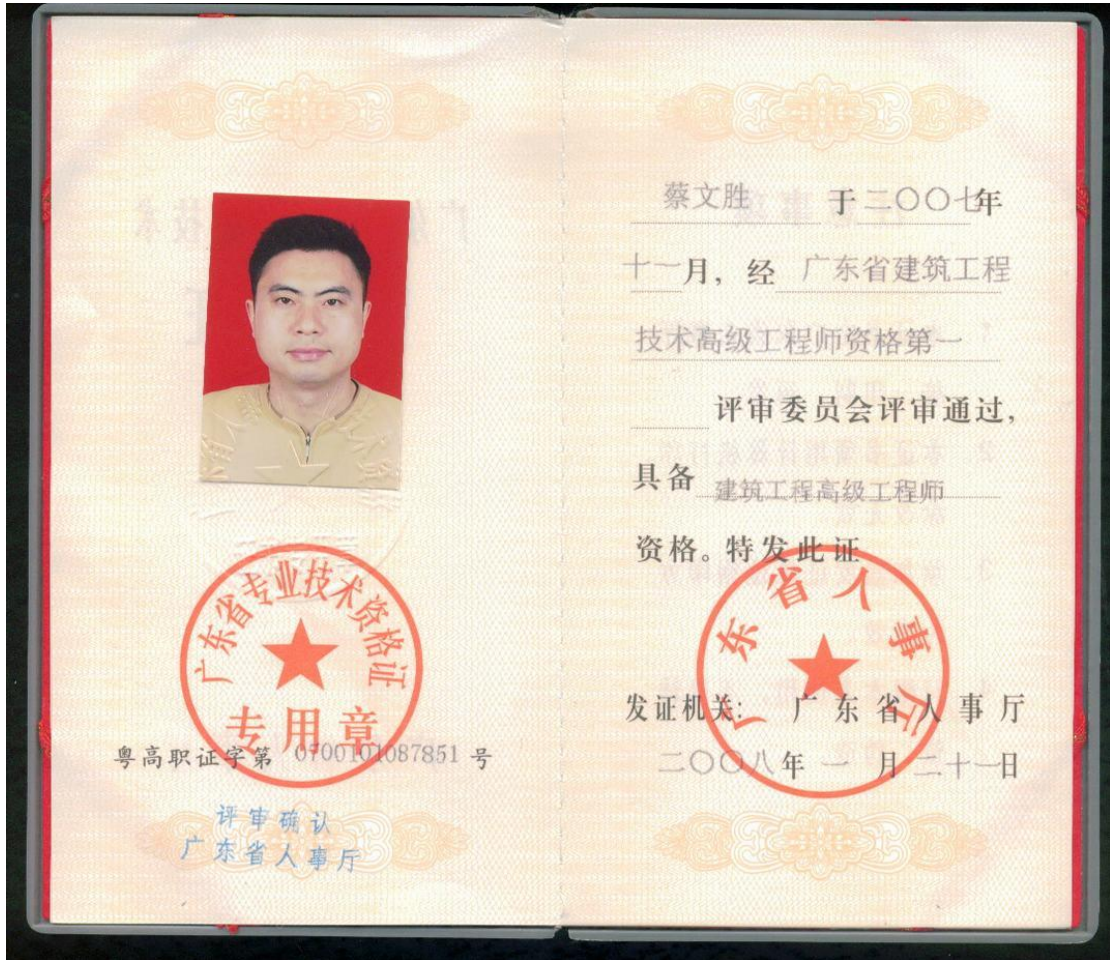 广东省专业技术资格证
专用章
粤高职证字第 0700101087851 号
评审确认
广东省人事厅
蔡文胜 于二〇〇七年
十一月，经 广东省建筑工程
技术高级工程师资格第一
评审委员会评审通过，
具备 建筑工程高级工程师
资格。特发此证
广东省人事厅
发证机关: 广东省人事厅
二〇〇八年一月二十一日